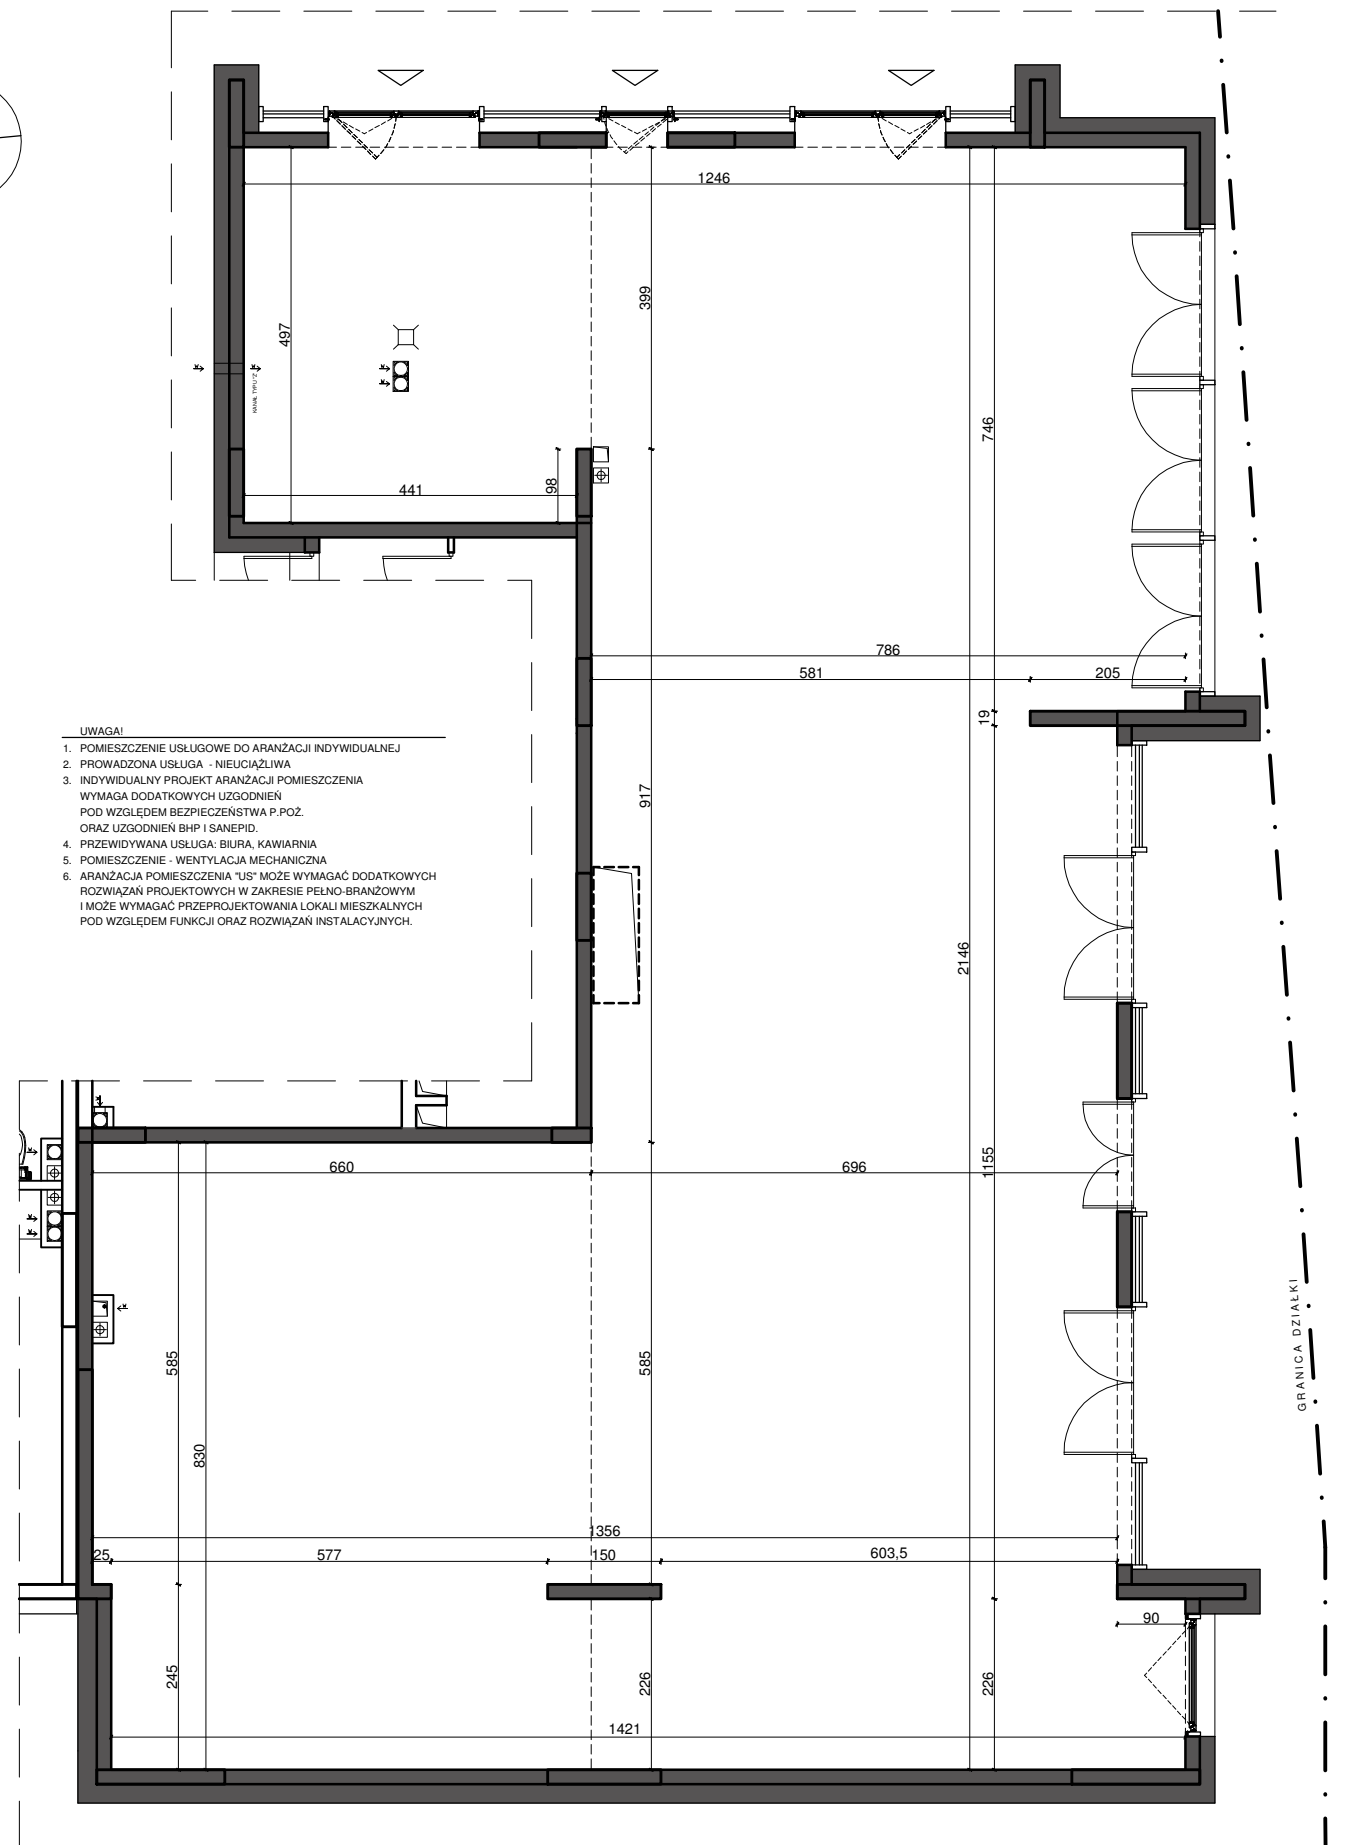 1246
399
497
KANAŁ TYPU "Z"
746
441
98
786
581
205
19
UWAGA!
1. POMIESZCZENIE USŁUGOWE DO ARANŻACJI INDYWIDUALNEJ
2. PROWADZONA USŁUGA - NIEUCIĄŻLIWA
3. INDYWIDUALNY PROJEKT ARANŻACJI POMIESZCZENIA
WYMAGA DODATKOWYCH UZGODNIEŃ
POD WZGLĘDEM BEZPIECZEŃSTWA P.POŻ.
ORAZ UZGODNIEŃ BHP I SANEPID.
4. PRZEWIDYWANA USŁUGA: BIURA, KAWIARNIA
5. POMIESZCZENIE - WENTYLACJA MECHANICZNA
6. ARANŻACJA POMIESZCZENIA "US" MOŻE WYMAGAĆ DODATKOWYCH
ROZWIĄZAŃ PROJEKTOWYCH W ZAKRESIE PEŁNO-BRANŻOWYM
I MOŻE WYMAGAĆ PRZEPROJEKTOWANIA LOKALI MIESZKALNYCH
POD WZGLĘDEM FUNKCJI ORAZ ROZWIĄZAŃ INSTALACYJNYCH.
917
2146
660
696
1155
GRANICA DZIAŁKI
585
585
830
1356
25
577
150
603,5
90
245
226
226
1421